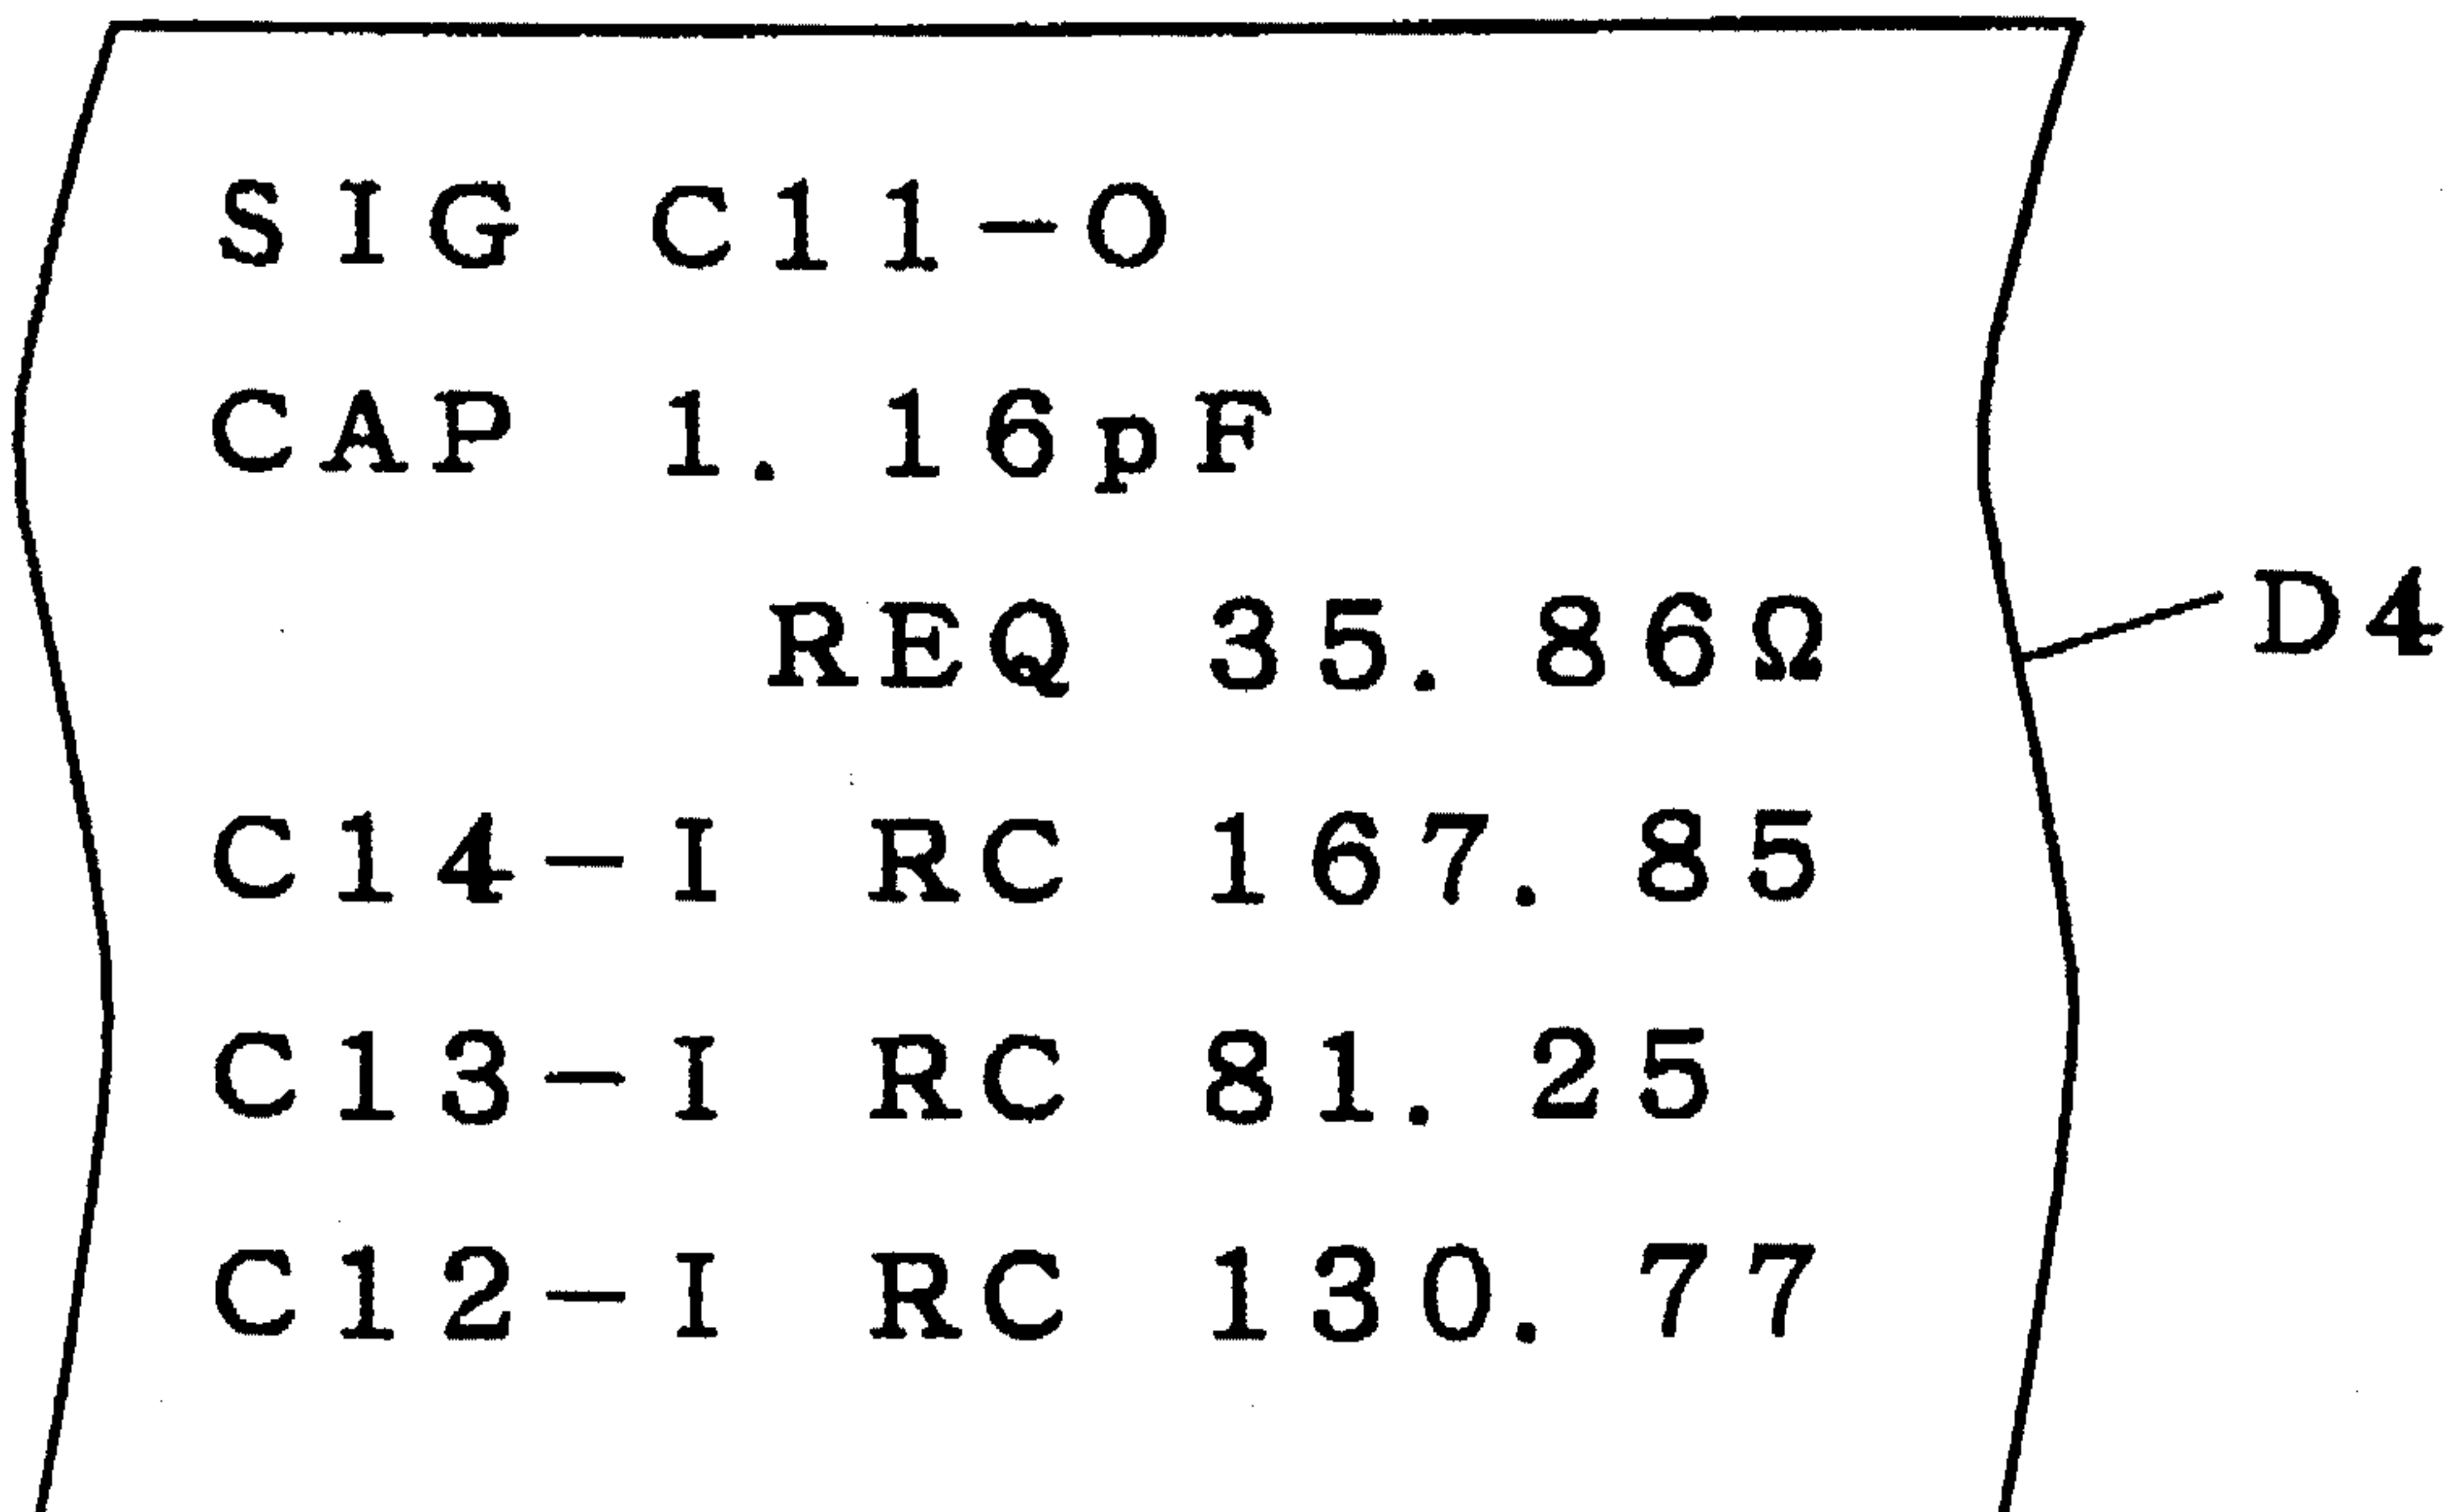 SIG C11-O
CAP 1.16pF
REQ 35.86Ω
D4
C14-I RC 167.85
C13-I RC 81.25
C12-I RC 130.77